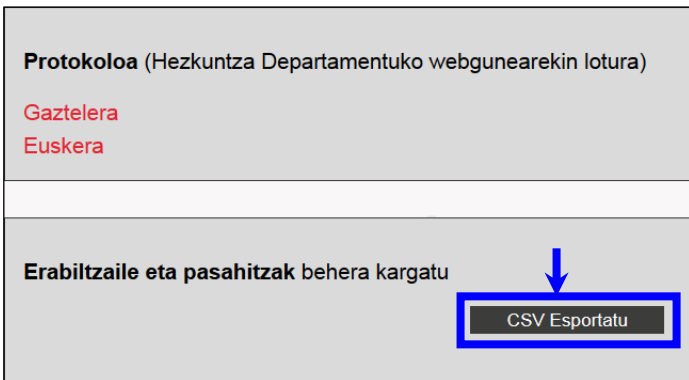 Protokoloa (Hezkuntza Departamentuko webgunearekin lotura)
Gaztelera
Euskera
Erabiltzaile eta pasahitzak behera kargatu
CSV Esportatu